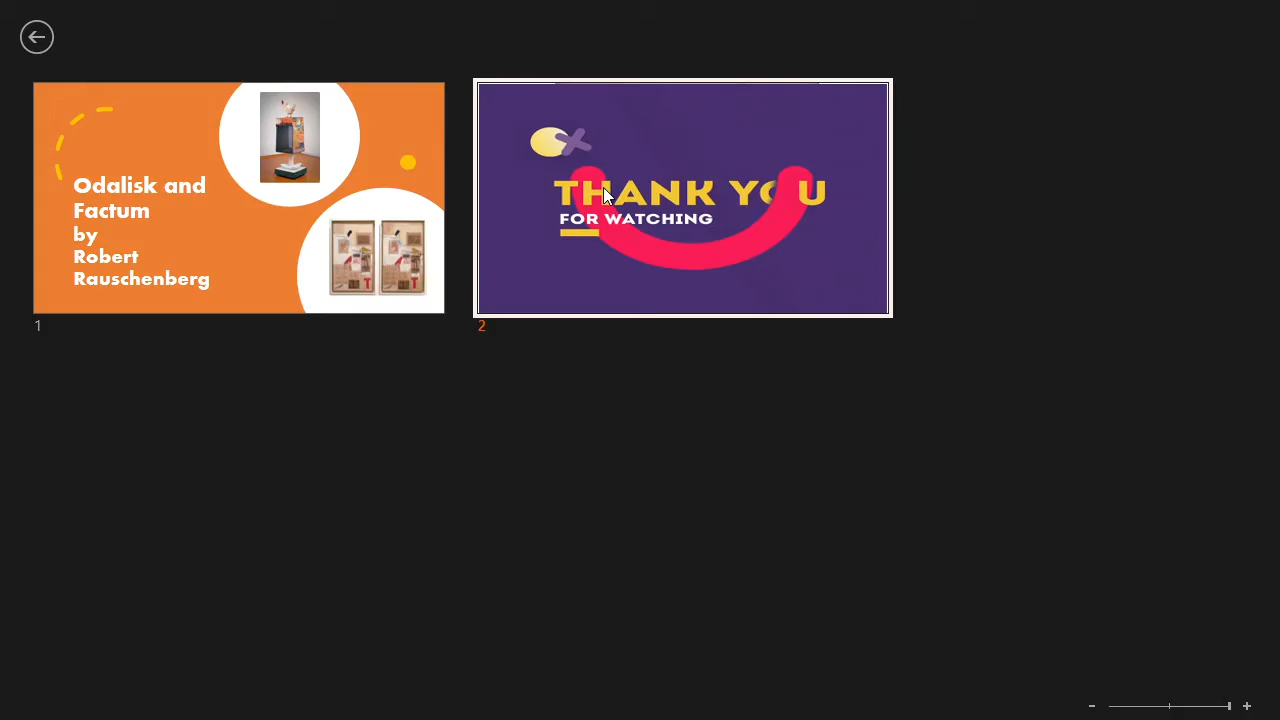 Odalisk and
Factum
by
Robert
Rauschenberg
1
THANK YOU
FOR WATCHING
2